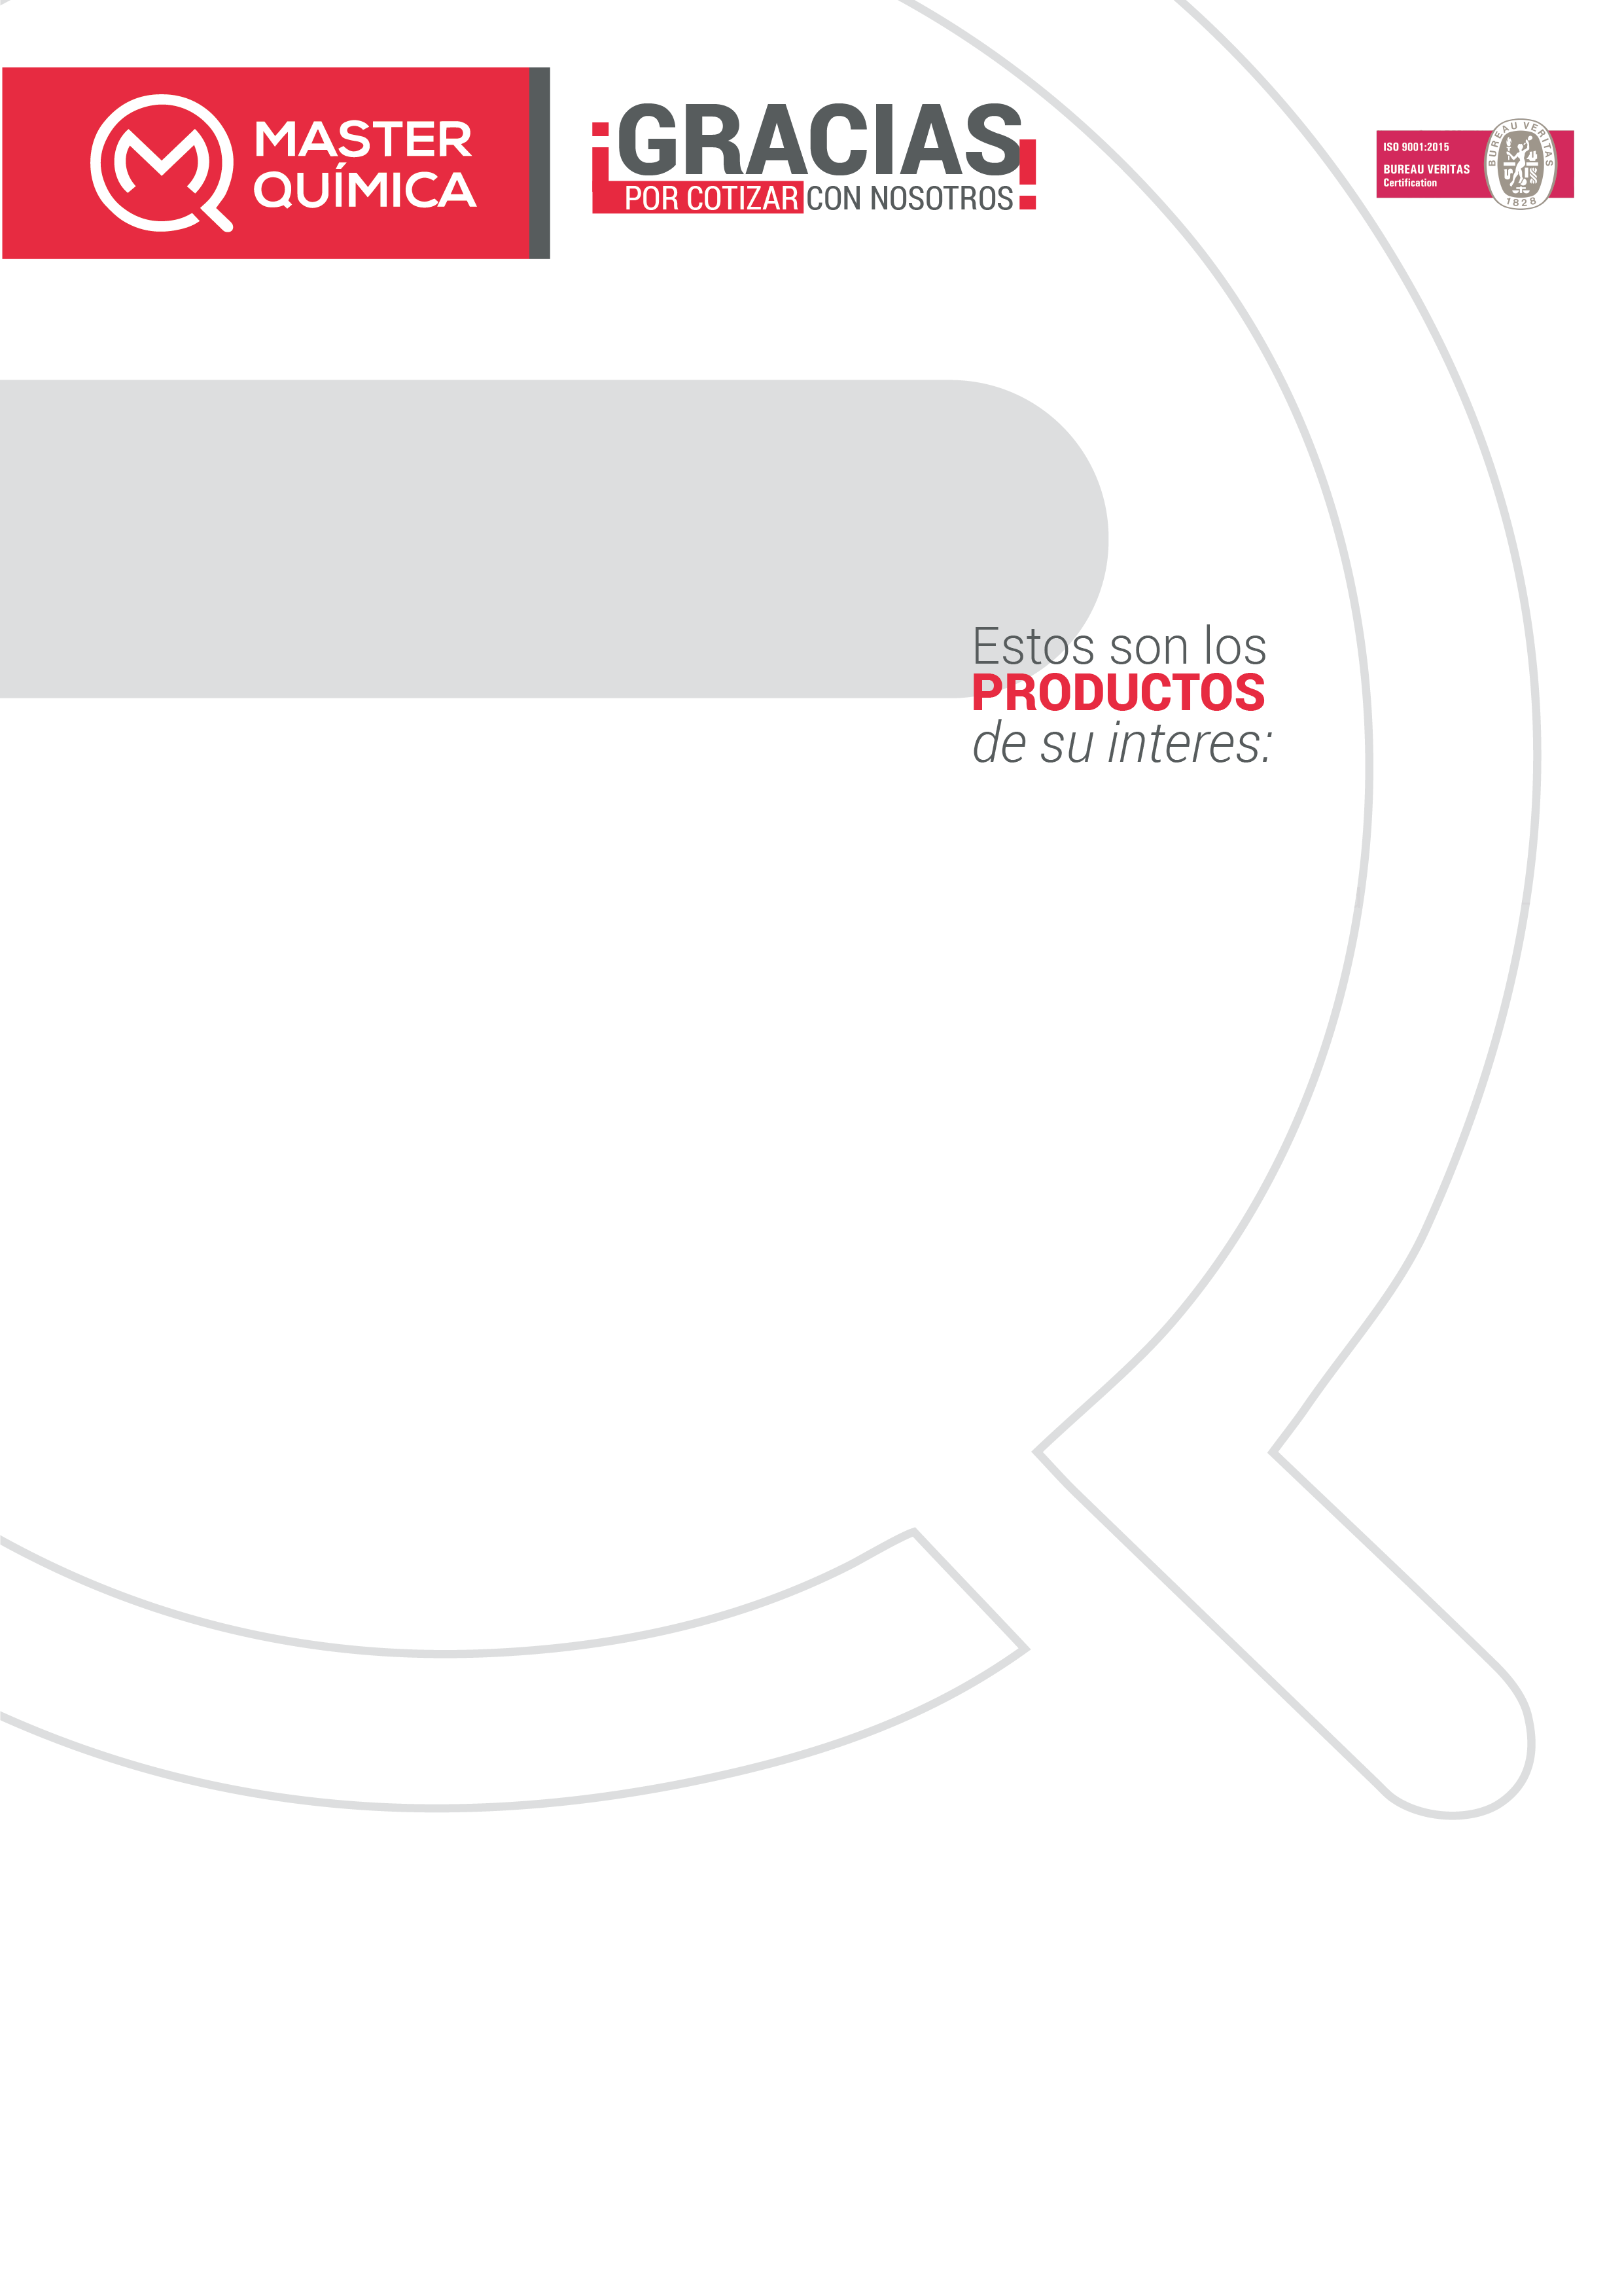 MASTER
QUÍMICA
¡GRACIAS!
POR COTIZAR CON NOSOTROS
ISO 9001:2015
BUREAU VERITAS
Certification
BUREAU VERITAS
1828
Estos son los
PRODUCTOS
de su interes: